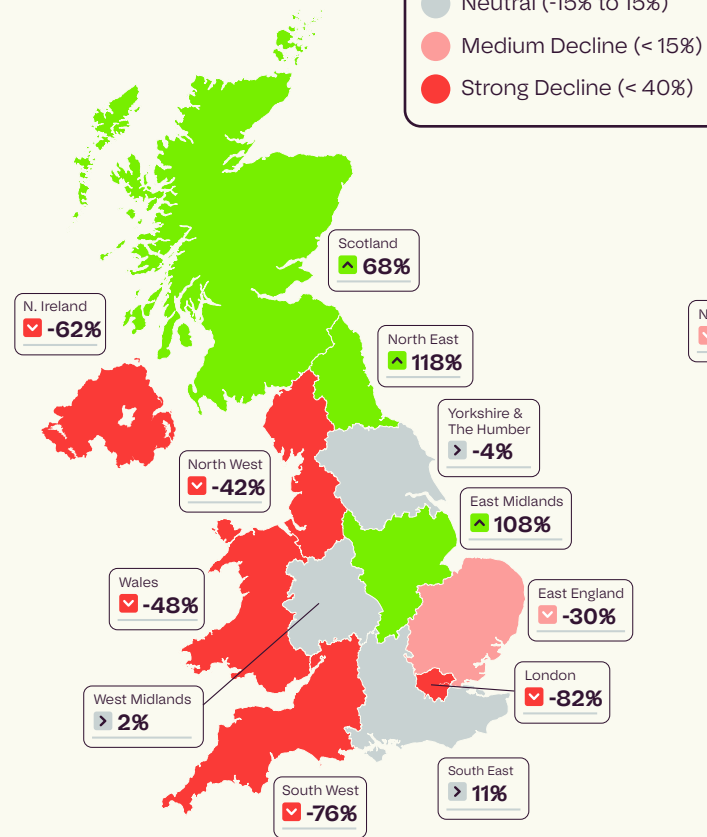 Neutral (-15% to 15%)
Medium Decline (< 15%)
Strong Decline (< 40%)
Scotland
68%
N. Ireland
-62%
N
North East
118%
Yorkshire &
The Humber
-4%
North West
-42%
East Midlands
108%
Wales
-48%
East England
-30%
London
-82%
West Midlands
2%
South East
11%
South West
-76%